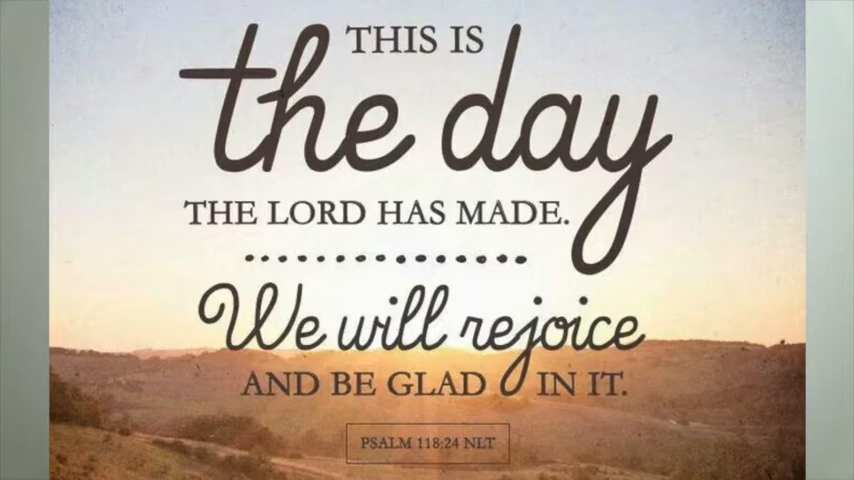 THIS IS
the day
THE LORD HAS MADE.
We will rejoice
AND BE GLAD IN IT.
PSALM 118:24 NLT